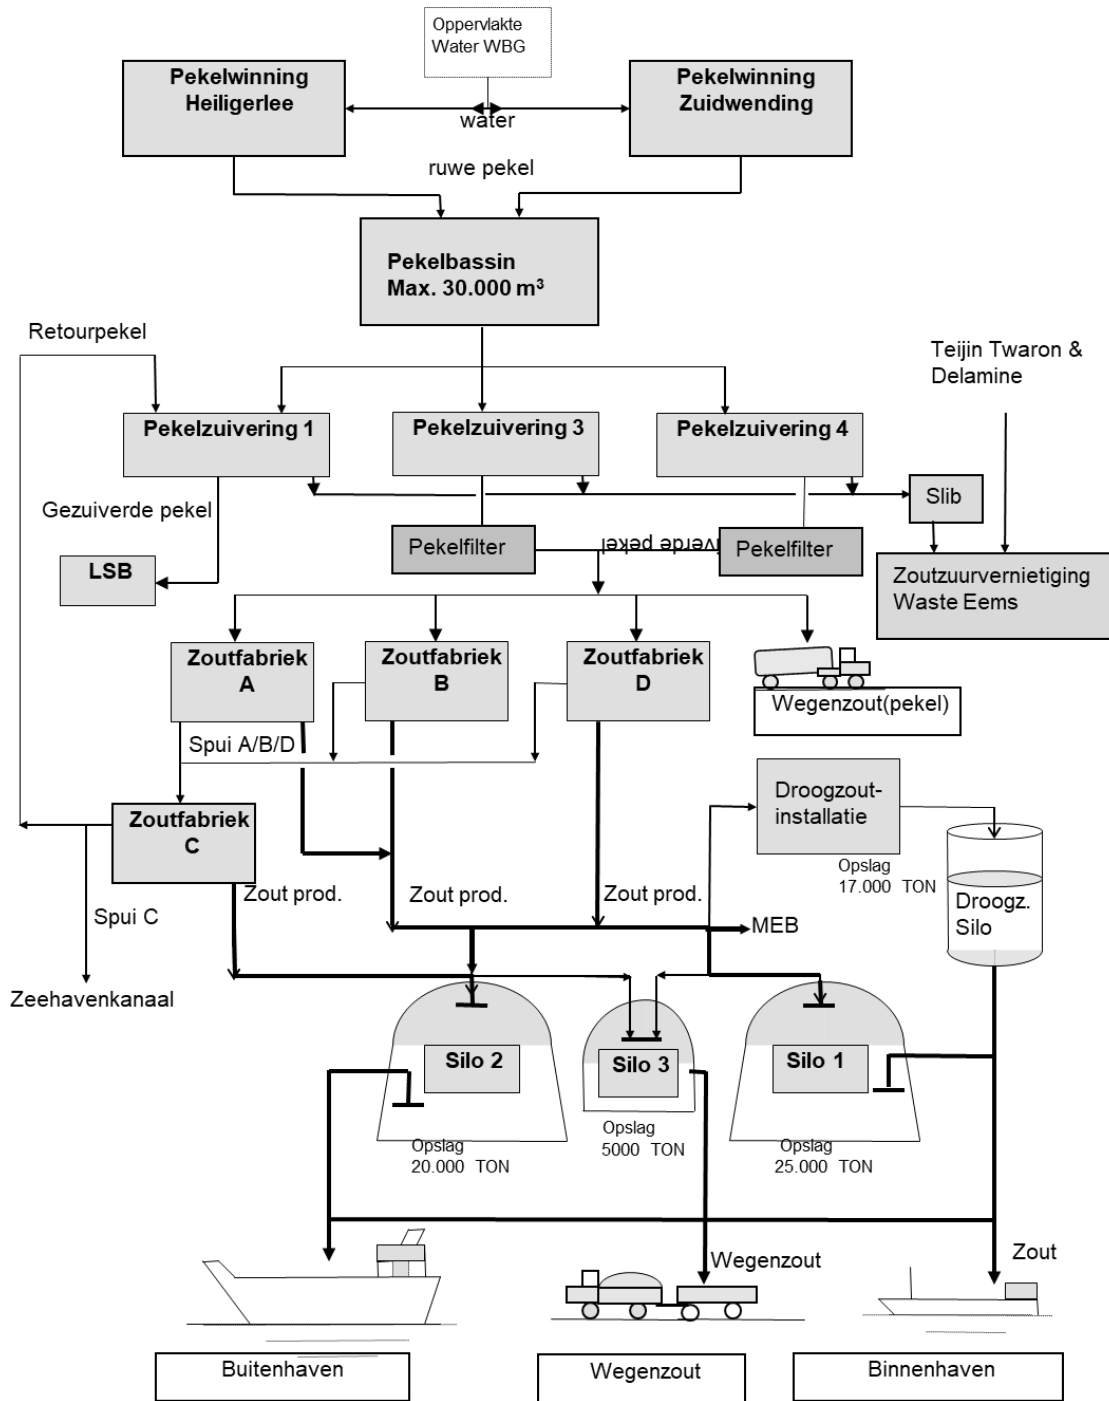 Oppervlakte
Water WBG
Pekelwinning
Heiligerlee
Pekelwinning
Zuidwending
water
ruwe pekel
Pekelbassin
Max. 30.000 m³
Retourpekel
Teijin Twaron &
Delamine
Pekelzuivering 1
Pekelzuivering 3
Pekelzuivering 4
Slib
Gezuiverde pekel
Pekelfilter
iverde pekel
Pekelfilter
LSB
Zoutzuurvernietiging
Waste Eems
Zoutfabriek
A
Zoutfabriek
B
Zoutfabriek
D
Wegenzout(pekel)
Spui A/B/D
Droogzout-
installatie
Zoutfabriek
C
Opslag
17.000 TON
Zout prod.
Zout prod.
Zout prod.
Droogz.
Silo
Spui C
MEB
Zeehavenkanaal
Silo 2
Silo 3
Silo 1
Opslag
20.000 TON
Opslag
5000 TON
Opslag
25.000 TON
Wegenzout
Zout
Buitenhaven
Wegenzout
Binnenhaven